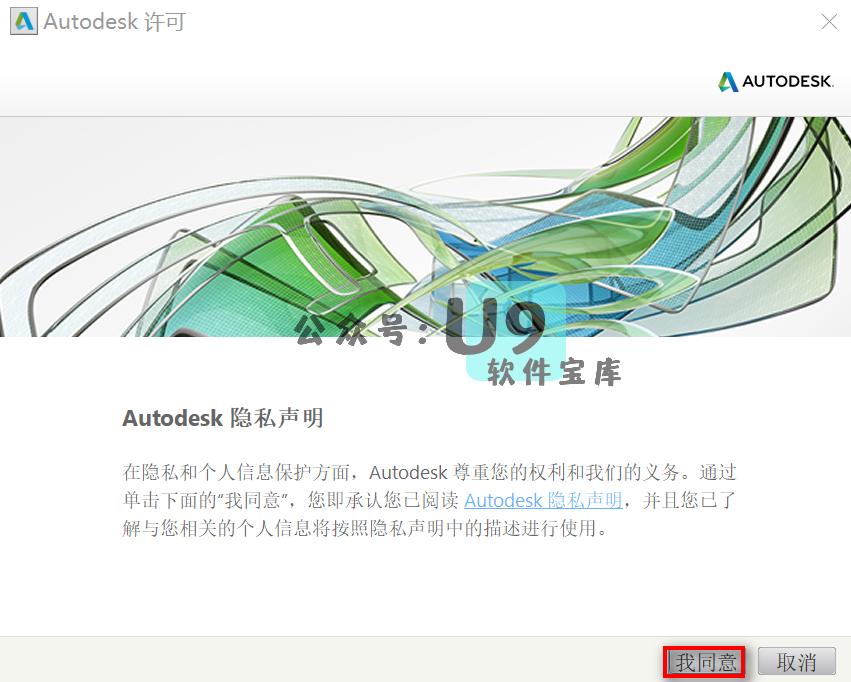 Autodesk 许可
AUTODESK.
公众号：U9
软件宝库
Autodesk 隐私声明
在隐私和个人信息保护方面，Autodesk 尊重您的权利和我们的义务。通过
单击下面的“我同意”，您即承认您已阅读 Autodesk 隐私声明，并且您已了
解与您相关的个人信息将按照隐私声明中的描述进行使用。
我同意 取消